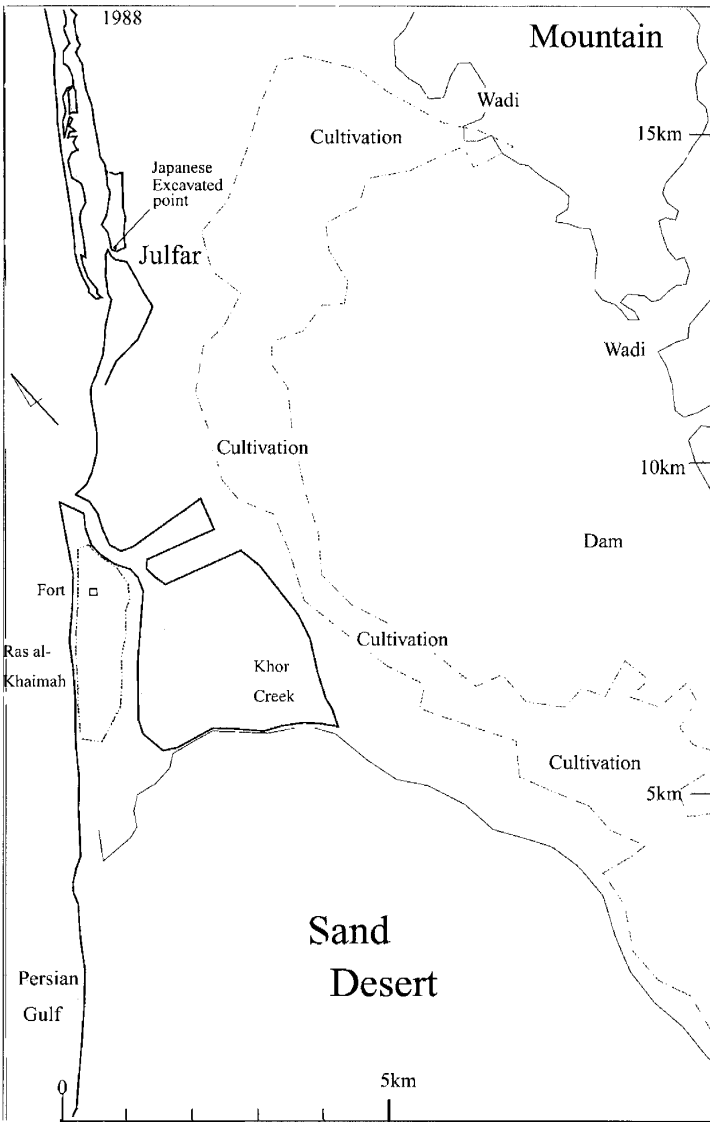 1988
Mountain
Wadi
Cultivation
15km
Japanese
Excavated
point
Julfar
Wadi
Cultivation
10km
Dam
Fort
Ras al-
Khaimah
Khor
Creek
Cultivation
Cultivation
5km
Sand
Desert
Persian
Gulf
0
5km